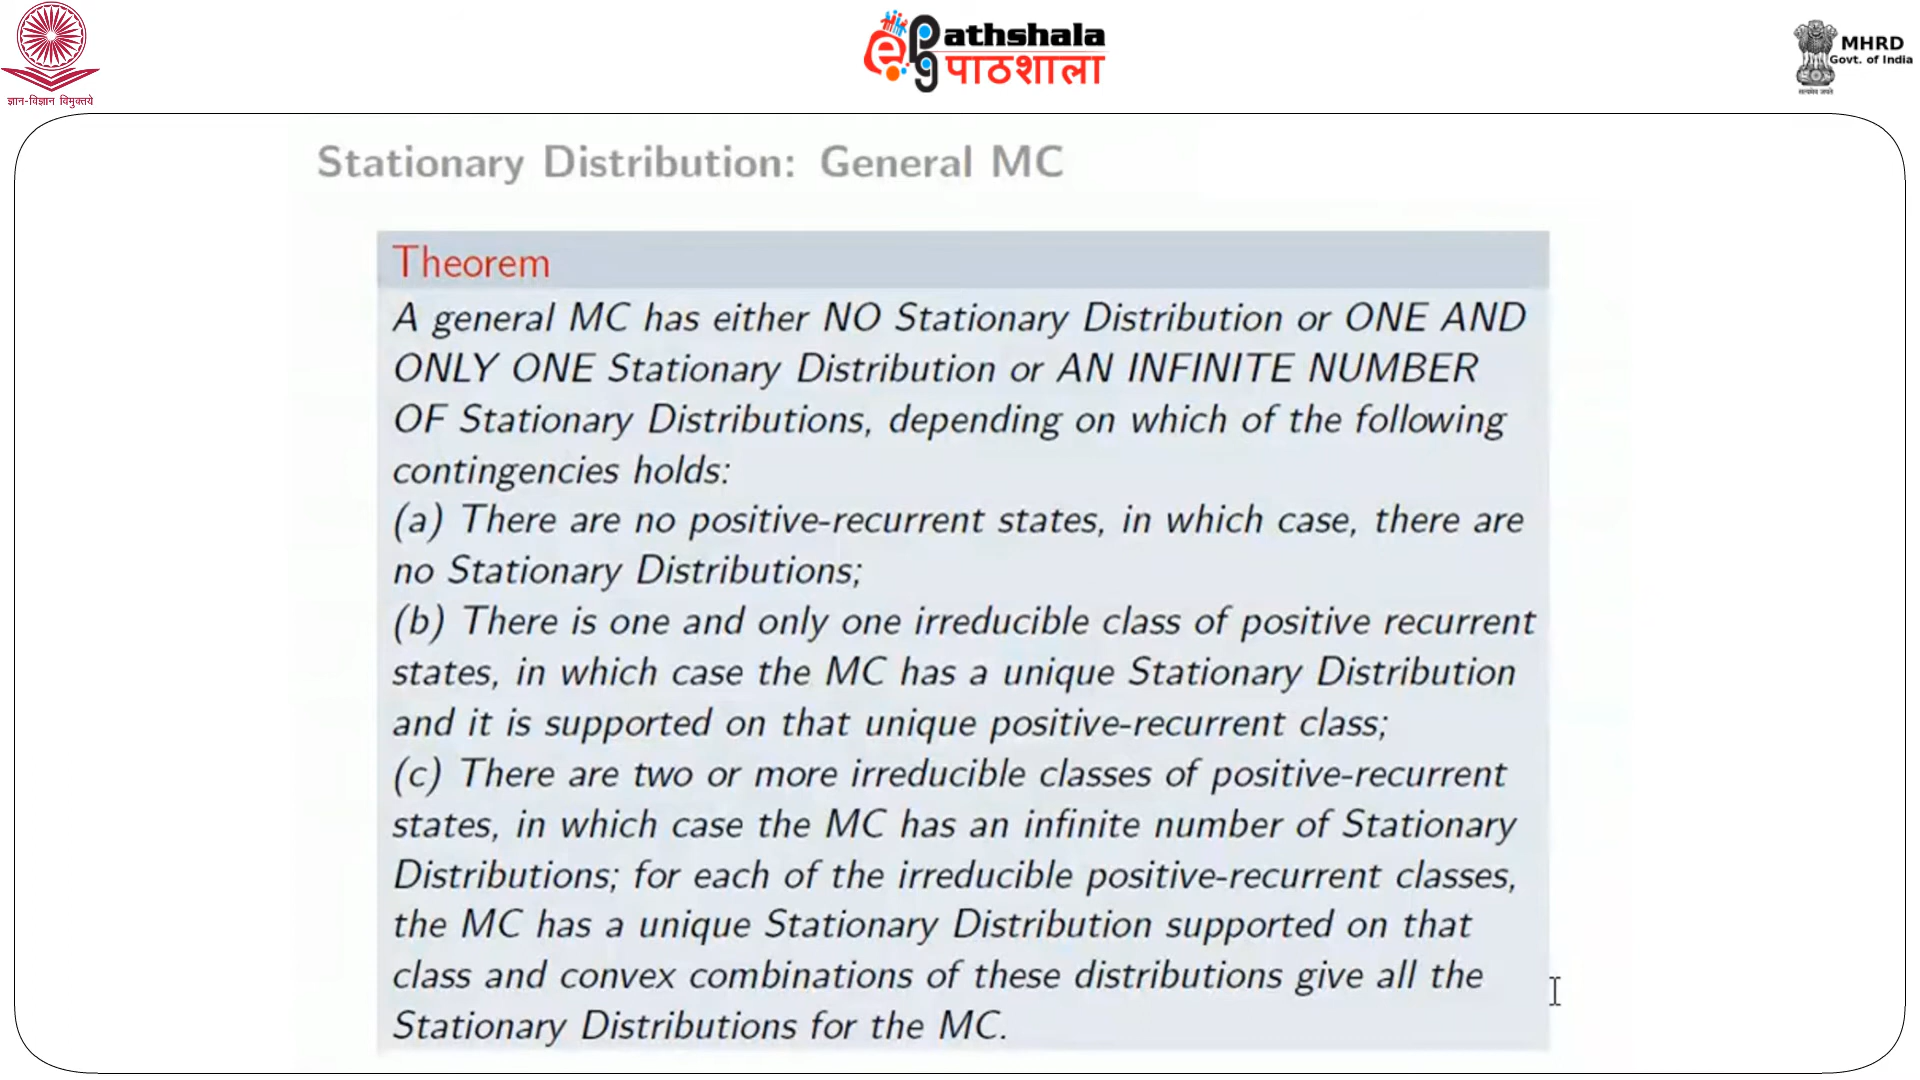 ज्ञान-विज्ञान विमुक्तये
ePathshala
पाठशाला
MHRD
Govt. of India
सत्यमेव जयते
Stationary Distribution: General MC
Theorem
A general MC has either NO Stationary Distribution or ONE AND
ONLY ONE Stationary Distribution or AN INFINITE NUMBER
OF Stationary Distributions, depending on which of the following
contingencies holds:
(a) There are no positive-recurrent states, in which case, there are
no Stationary Distributions;
(b) There is one and only one irreducible class of positive recurrent
states, in which case the MC has a unique Stationary Distribution
and it is supported on that unique positive-recurrent class;
(c) There are two or more irreducible classes of positive-recurrent
states, in which case the MC has an infinite number of Stationary
Distributions; for each of the irreducible positive-recurrent classes,
the MC has a unique Stationary Distribution supported on that
class and convex combinations of these distributions give all the
Stationary Distributions for the MC.